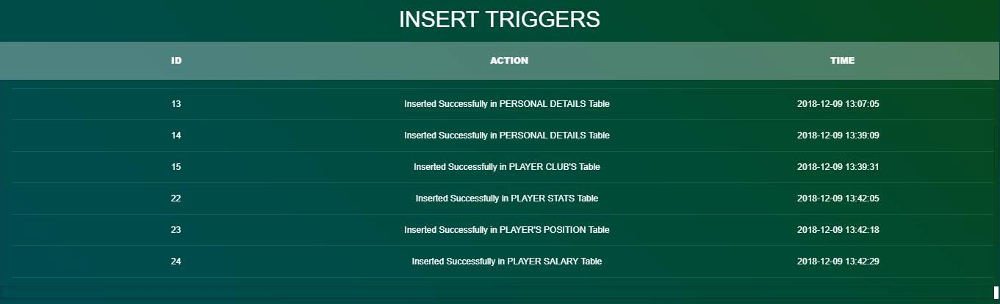 INSERT TRIGGERS
ID ACTION TIME
13 Inserted Successfully in PERSONAL DETAILS Table 2018-12-09 13:07:05
14 Inserted Successfully in PERSONAL DETAILS Table 2018-12-09 13:39:09
15 Inserted Successfully in PLAYER CLUB'S Table 2018-12-09 13:39:31
22 Inserted Successfully in PLAYER STATS Table 2018-12-09 13:42:05
23 Inserted Successfully in PLAYER'S POSITION Table 2018-12-09 13:42:18
24 Inserted Successfully in PLAYER SALARY Table 2018-12-09 13:42:29